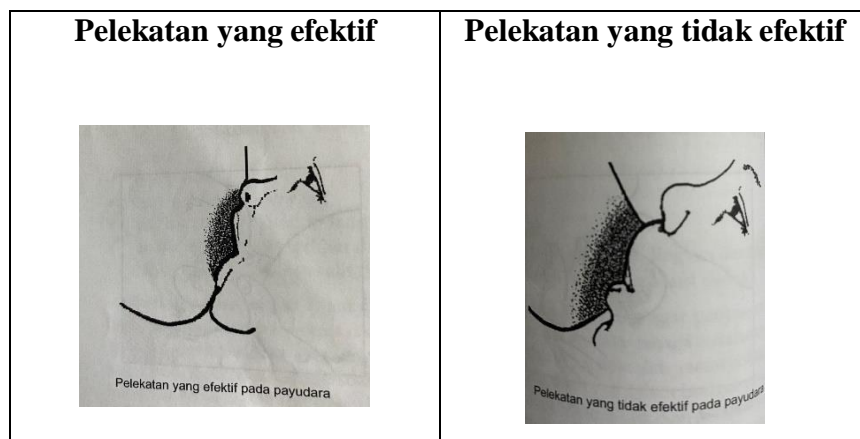 Pelekatan yang efektif
Pelekatan yang tidak efektif
Pelekatan yang efektif pada payudara
Pelekatan yang tidak efektif pada payudara